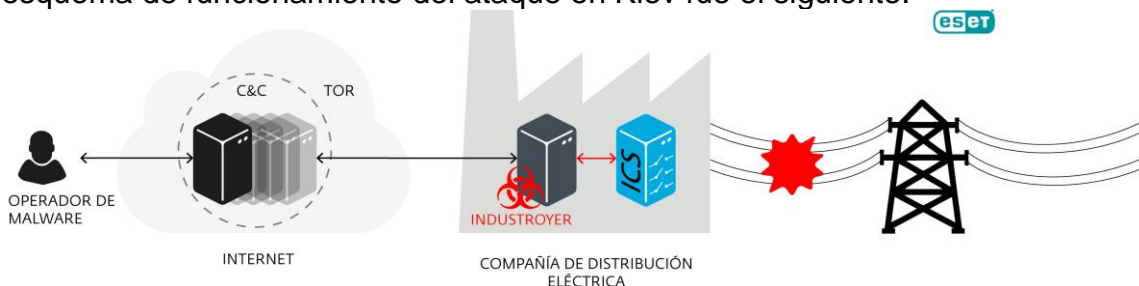 esquema de funcionamiento del ataque en Kiev fue el siguiente:
eseT
C&C
TOR
OPERADOR DE
MALWARE
ICS
INDUSTROYER
INTERNET
COMPAÑÍA DE DISTRIBUCIÓN
ELÉCTRICA